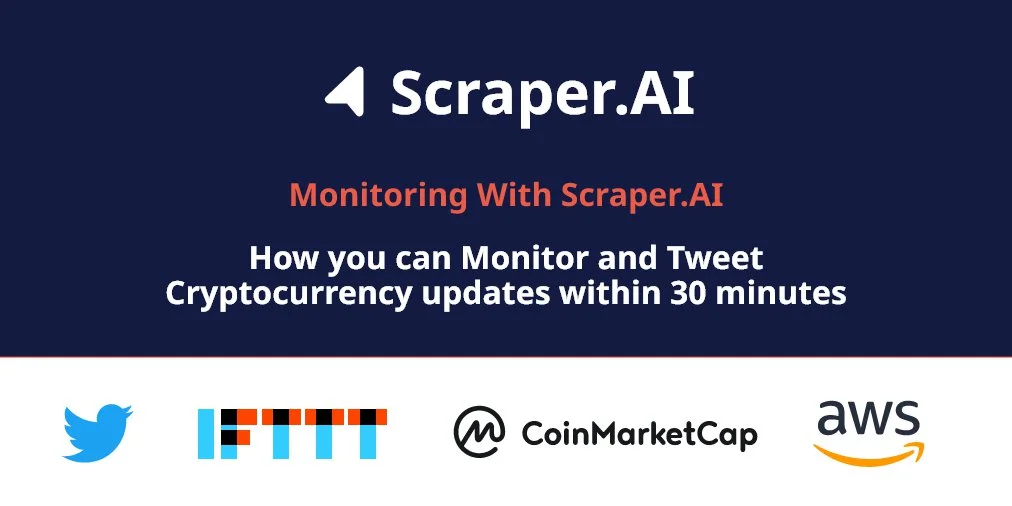 Scraper.AI
Monitoring With Scraper.AI
How you can Monitor and Tweet
Cryptocurrency updates within 30 minutes
IFTTT
CoinMarketCap
aws